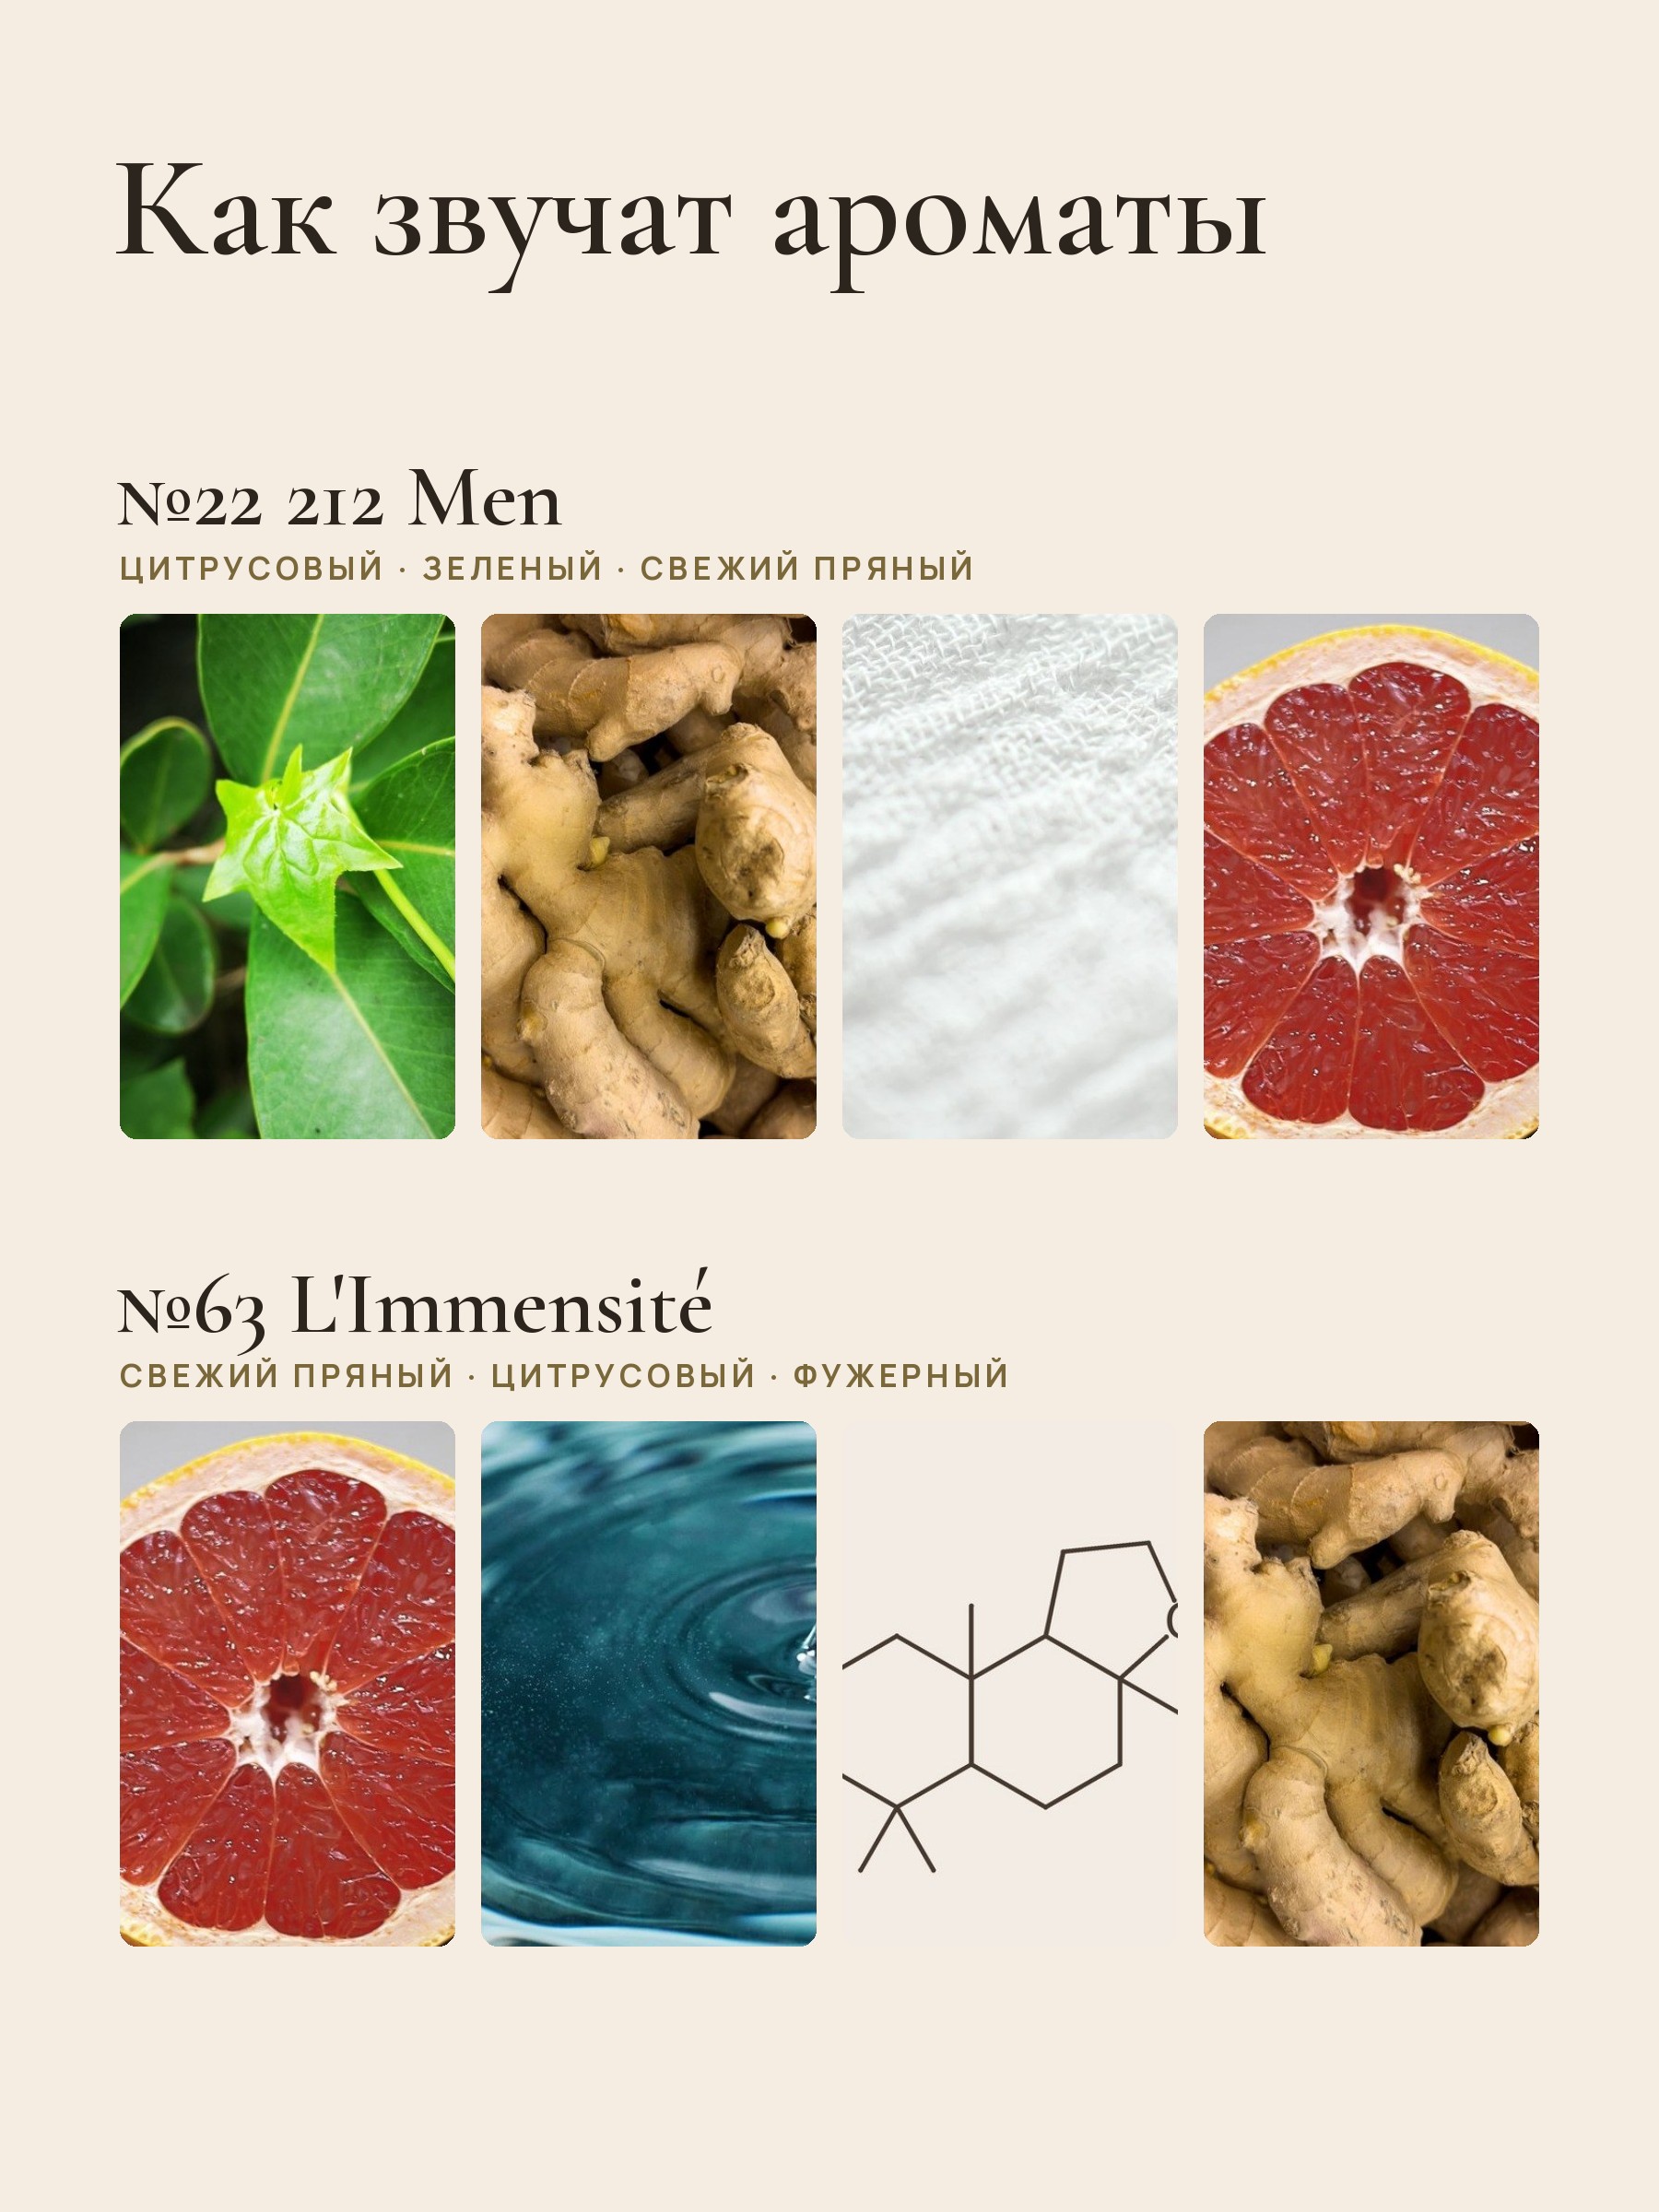 Как звучат ароматы
№22 212 Men
ЦИТРУСОВЫЙ · ЗЕЛЕНЫЙ · СВЕЖИЙ ПРЯНЫЙ
№63 L'Immensité
СВЕЖИЙ ПРЯНЫЙ · ЦИТРУСОВЫЙ · ФУЖЕРНЫЙ